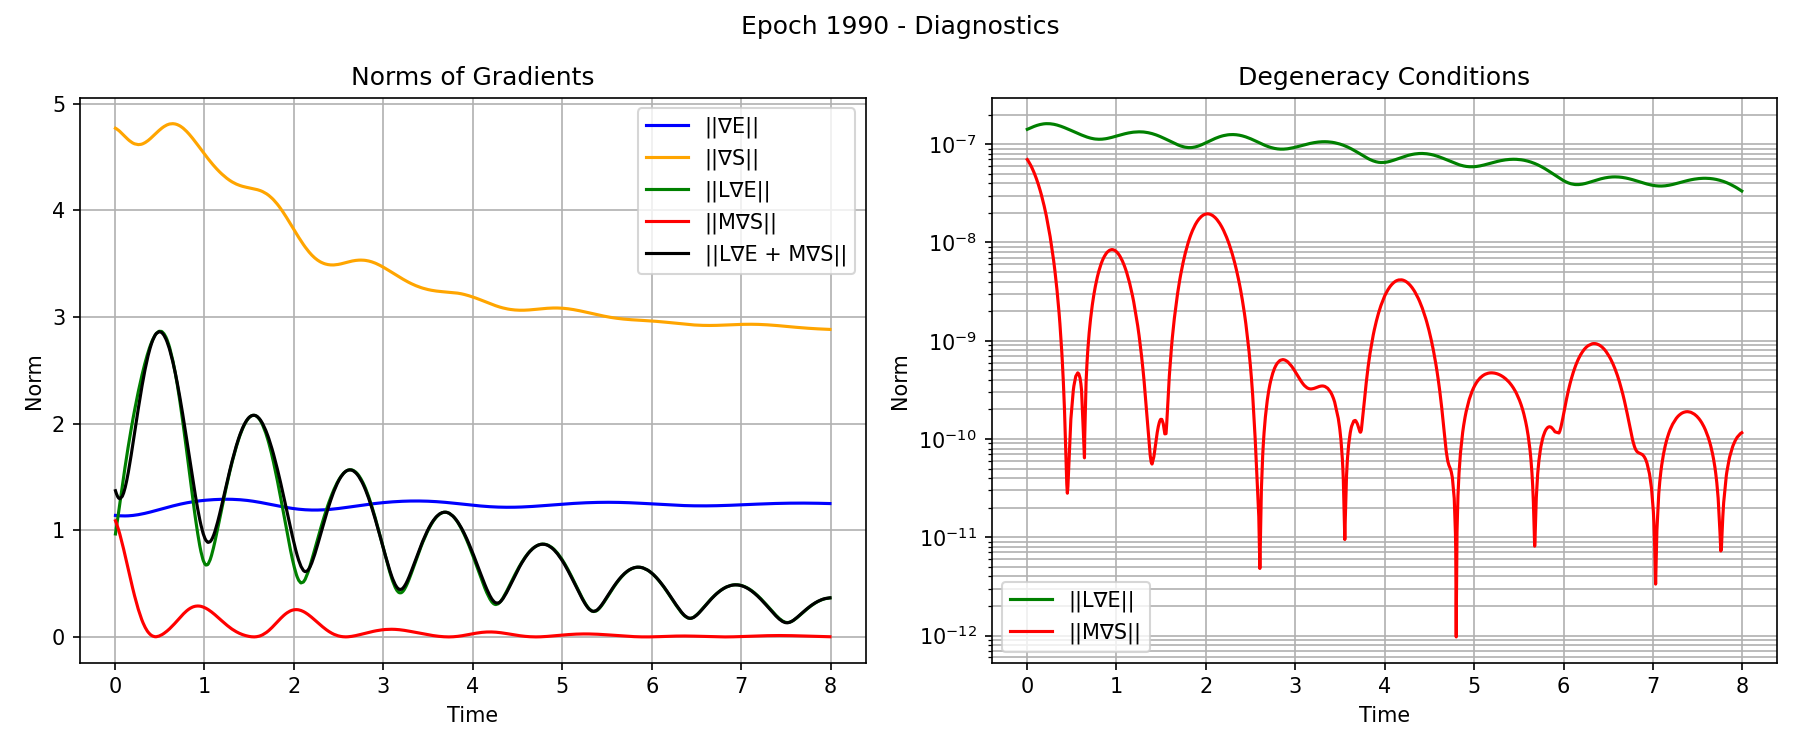 Epoch 1990 - Diagnostics
Norms of Gradients
Norm
5
4
3
2
1
0
||∇E||
||∇S||
||L∇E||
||M∇S||
||L∇E + M∇S||
0 1 2 3 4 5 6 7 8
Time
Degeneracy Conditions
Norm
10⁻⁷
10⁻⁸
10⁻⁹
10⁻¹⁰
10⁻¹¹
10⁻¹²
||L∇E||
||M∇S||
0 1 2 3 4 5 6 7 8
Time